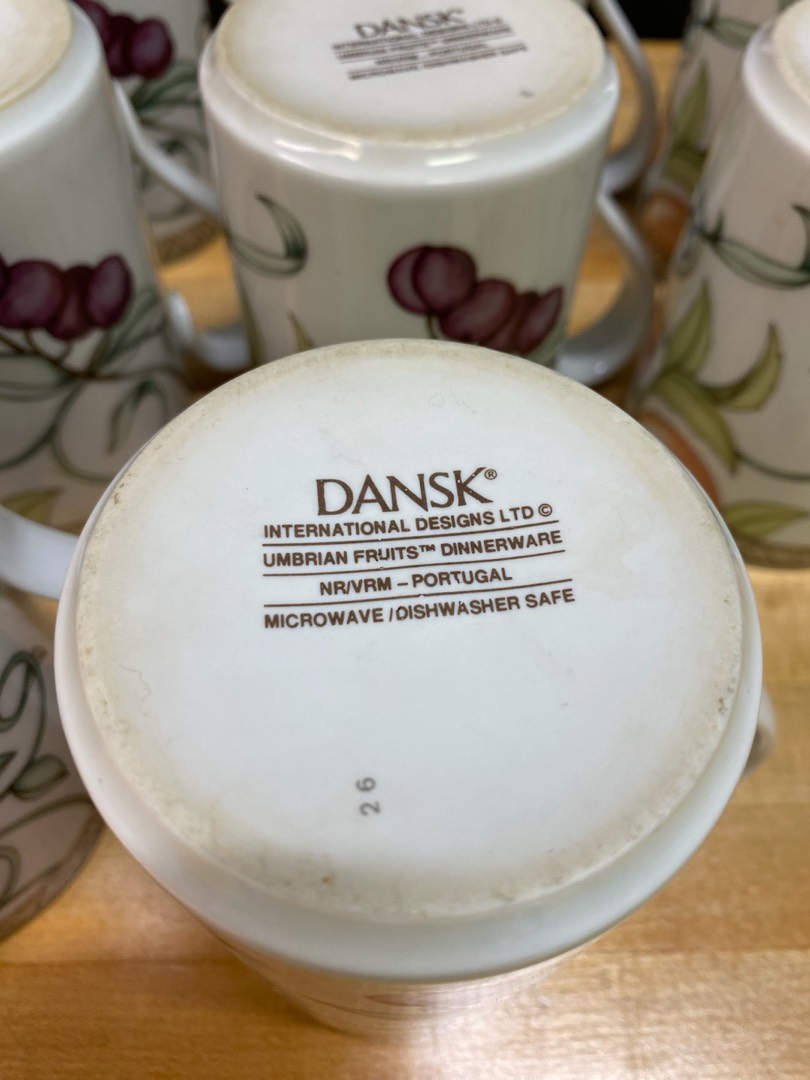 DANSK
DANSK®
INTERNATIONAL DESIGNS LTD ©
UMBRIAN FRUITS™ DINNERWARE
NR/VRM – PORTUGAL
MICROWAVE / DISHWASHER SAFE
26